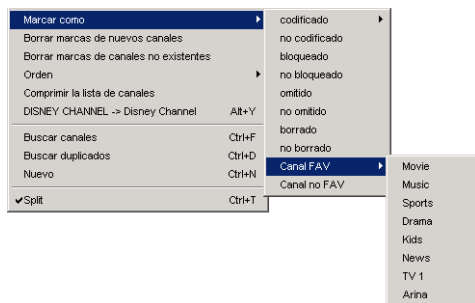 Marcar como
Borrar marcas de nuevos canales
Borrar marcas de canales no existentes
Orden
Comprimir la lista de canales
DISNEY CHANNEL -> Disney Channel Alt+Y
Buscar canales Ctrl+F
Buscar duplicados Ctrl+D
Nuevo Ctrl+N
Split Ctrl+T
codificado
no codificado
bloqueado
no bloqueado
omitido
no omitido
borrado
no borrado
Canal FAV
Canal no FAV
Movie
Music
Sports
Drama
Kids
News
TV 1
Arina